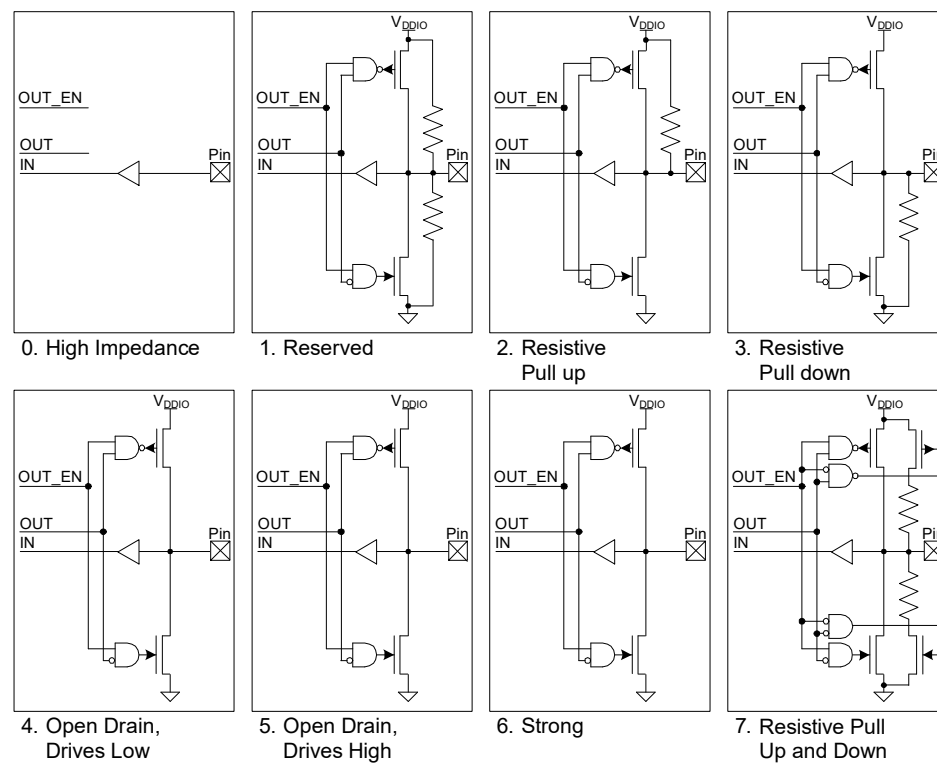 V_DDIO
V_DDIO
V_DDIO
OUT_EN
OUT_EN
OUT_EN
OUT_EN
OUT
IN
Pin
OUT
IN
Pin
OUT
IN
Pin
OUT
IN
0. High Impedance
1. Reserved
2. Resistive
Pull up
3. Resistive
Pull down
V_DDIO
V_DDIO
V_DDIO
V_DDIO
OUT_EN
OUT_EN
OUT_EN
OUT_EN
OUT
IN
Pin
OUT
IN
Pin
OUT
IN
Pin
OUT
IN
4. Open Drain,
Drives Low
5. Open Drain,
Drives High
6. Strong
7. Resistive Pull
Up and Down